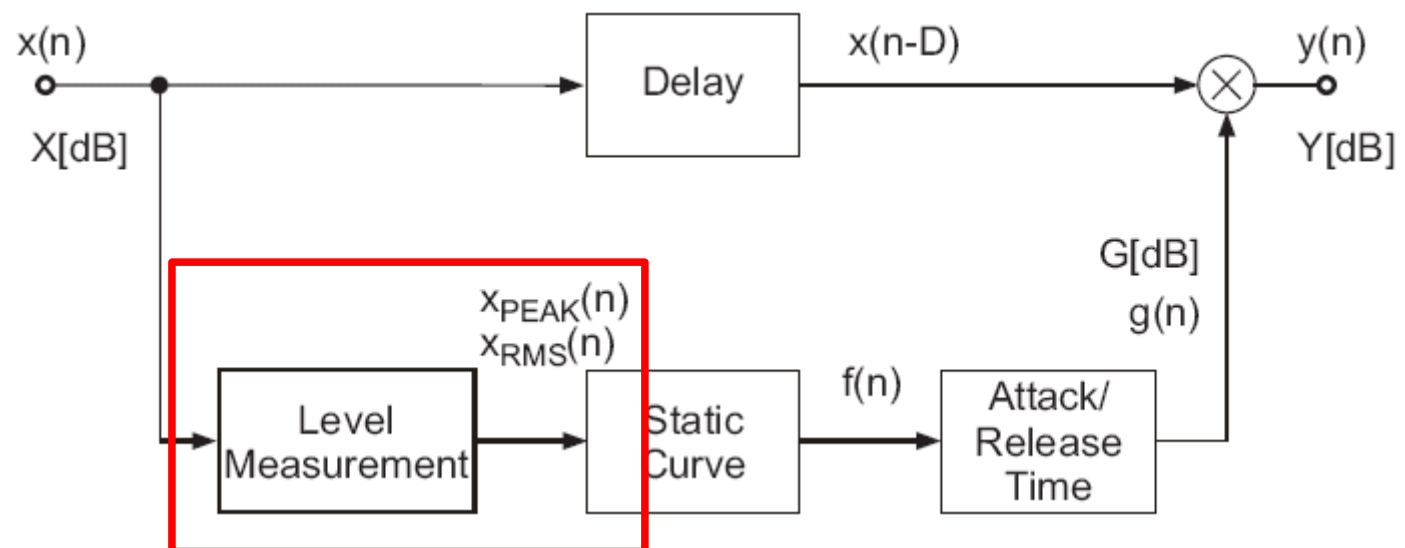 x(n)
Delay
x(n-D)
y(n)
X[dB]
Y[dB]
G[dB]
g(n)
xPEAK(n)
xRMS(n)
Level
Measurement
Static
Curve
f(n)
Attack/
Release
Time